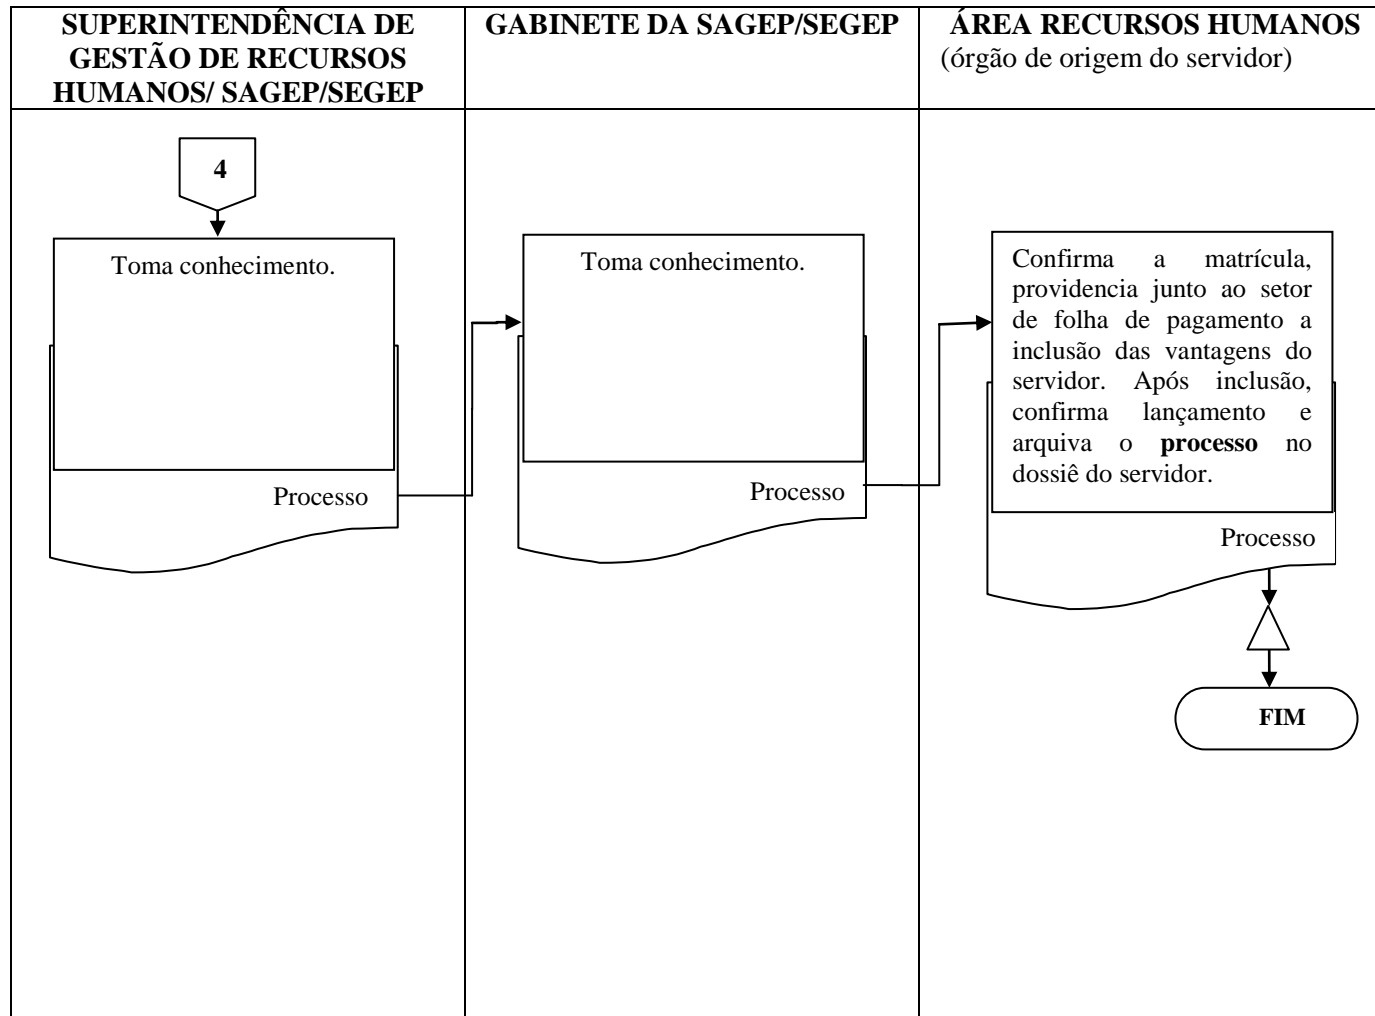 SUPERINTENDÊNCIA DE
GESTÃO DE RECURSOS
HUMANOS/ SAGEP/SEGEP
GABINETE DA SAGEP/SEGEP
ÁREA RECURSOS HUMANOS
(órgão de origem do servidor)
4
Toma conhecimento.
Processo
Toma conhecimento.
Processo
Confirma a matrícula,
providencia junto ao setor
de folha de pagamento a
inclusão das vantagens do
servidor. Após inclusão,
confirma lançamento e
arquiva o processo no
dossiê do servidor.
Processo
FIM